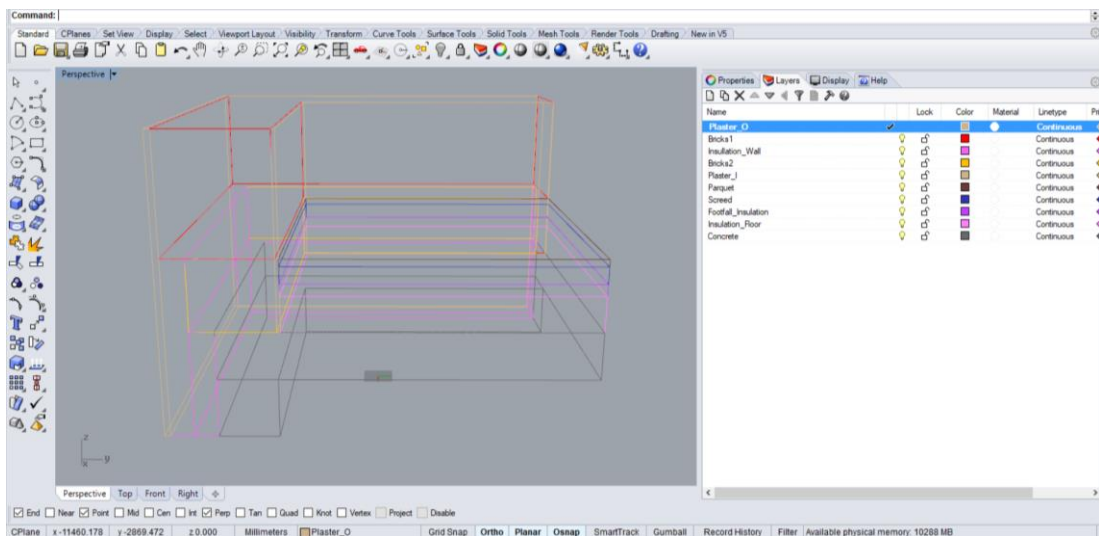 Command:
Standard CPlanes Set View Display Select Viewport Layout Visibility Transform Curve Tools Surface Tools Solid Tools Mesh Tools Render Tools Drafting New in V5
Perspective
Properties Layers Display Help
Name Lock Color Material Linetype
Plaster_O Continuous
Bricks1 Continuous
Insullation_Wall Continuous
Bricks2 Continuous
Plaster_I Continuous
Parquet Continuous
Screed Continuous
Footfall_Insulation Continuous
Insulation_Floor Continuous
Concrete Continuous
z
x y
Perspective Top Front Right
End Near Point Mid Cen Int Perp Tan Quad Knot Vertex Project Disable
CPlane x -11460.178 y -2869.472 z 0.000 Millimeters Plaster_O Grid Snap Ortho Planar Osnap SmartTrack Gumball Record History Filter Available physical memory: 10288 MB